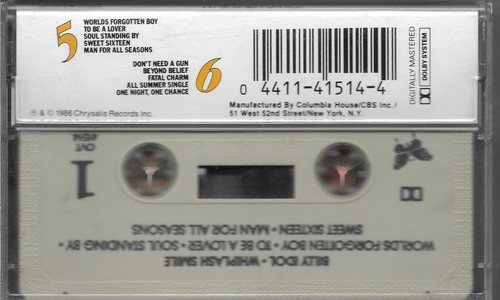 5
WORLDS FORGOTTEN BOY
TO BE A LOVER
SOUL STANDING BY
SWEET SIXTEEN
MAN FOR ALL SEASONS
6
DON'T NEED A GUN
BEYOND BELIEF
FATAL CHARM
ALL SUMMER SINGLE
ONE NIGHT, ONE CHANCE
0 4411-41514-4
DIGITALLY MASTERED
DOLBY SYSTEM
Manufactured By Columbia House/CBS Inc./
51 West 52nd Street/New York, N.Y.
℗ & © 1986 Chrysalis Records Inc.
OVT
41514
1
BILLY IDOL • WHIPLASH SMILE
WORLDS FORGOTTEN BOY • TO BE A LOVER • SOUL STANDING BY •
SWEET SIXTEEN • MAN FOR ALL SEASONS